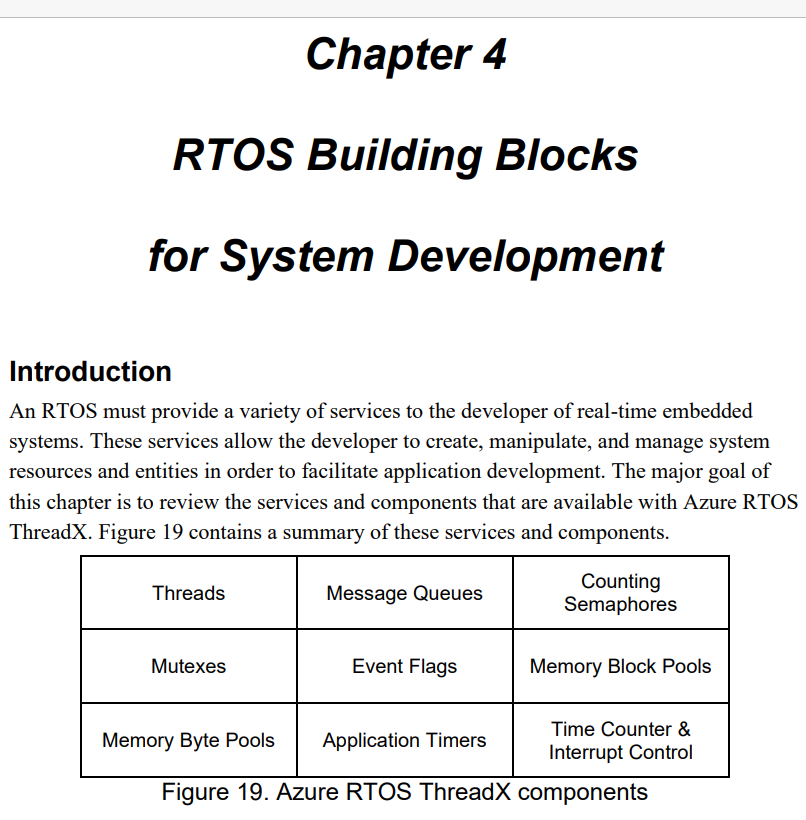 Chapter 4
RTOS Building Blocks
for System Development
Introduction
An RTOS must provide a variety of services to the developer of real-time embedded
systems. These services allow the developer to create, manipulate, and manage system
resources and entities in order to facilitate application development. The major goal of
this chapter is to review the services and components that are available with Azure RTOS
ThreadX. Figure 19 contains a summary of these services and components.
Threads
Message Queues
Counting
Semaphores
Mutexes
Event Flags
Memory Block Pools
Memory Byte Pools
Application Timers
Time Counter &
Interrupt Control
Figure 19. Azure RTOS ThreadX components